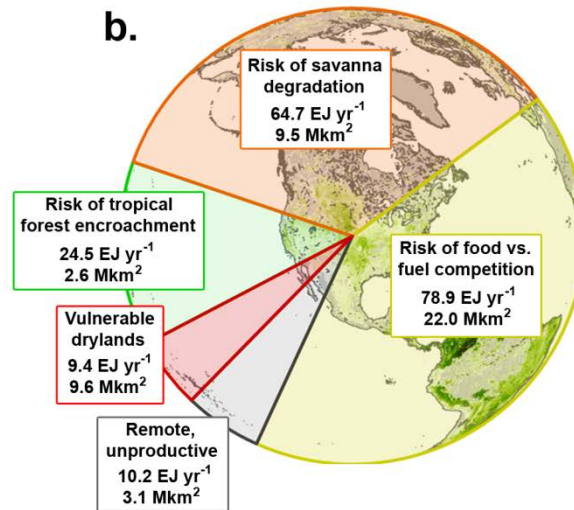 b.
Risk of savanna
degradation
64.7 EJ yr⁻¹
9.5 Mkm²
Risk of tropical
forest encroachment
24.5 EJ yr⁻¹
2.6 Mkm²
Risk of food vs.
fuel competition
78.9 EJ yr⁻¹
22.0 Mkm²
Vulnerable
drylands
9.4 EJ yr⁻¹
9.6 Mkm²
Remote,
unproductive
10.2 EJ yr⁻¹
3.1 Mkm²